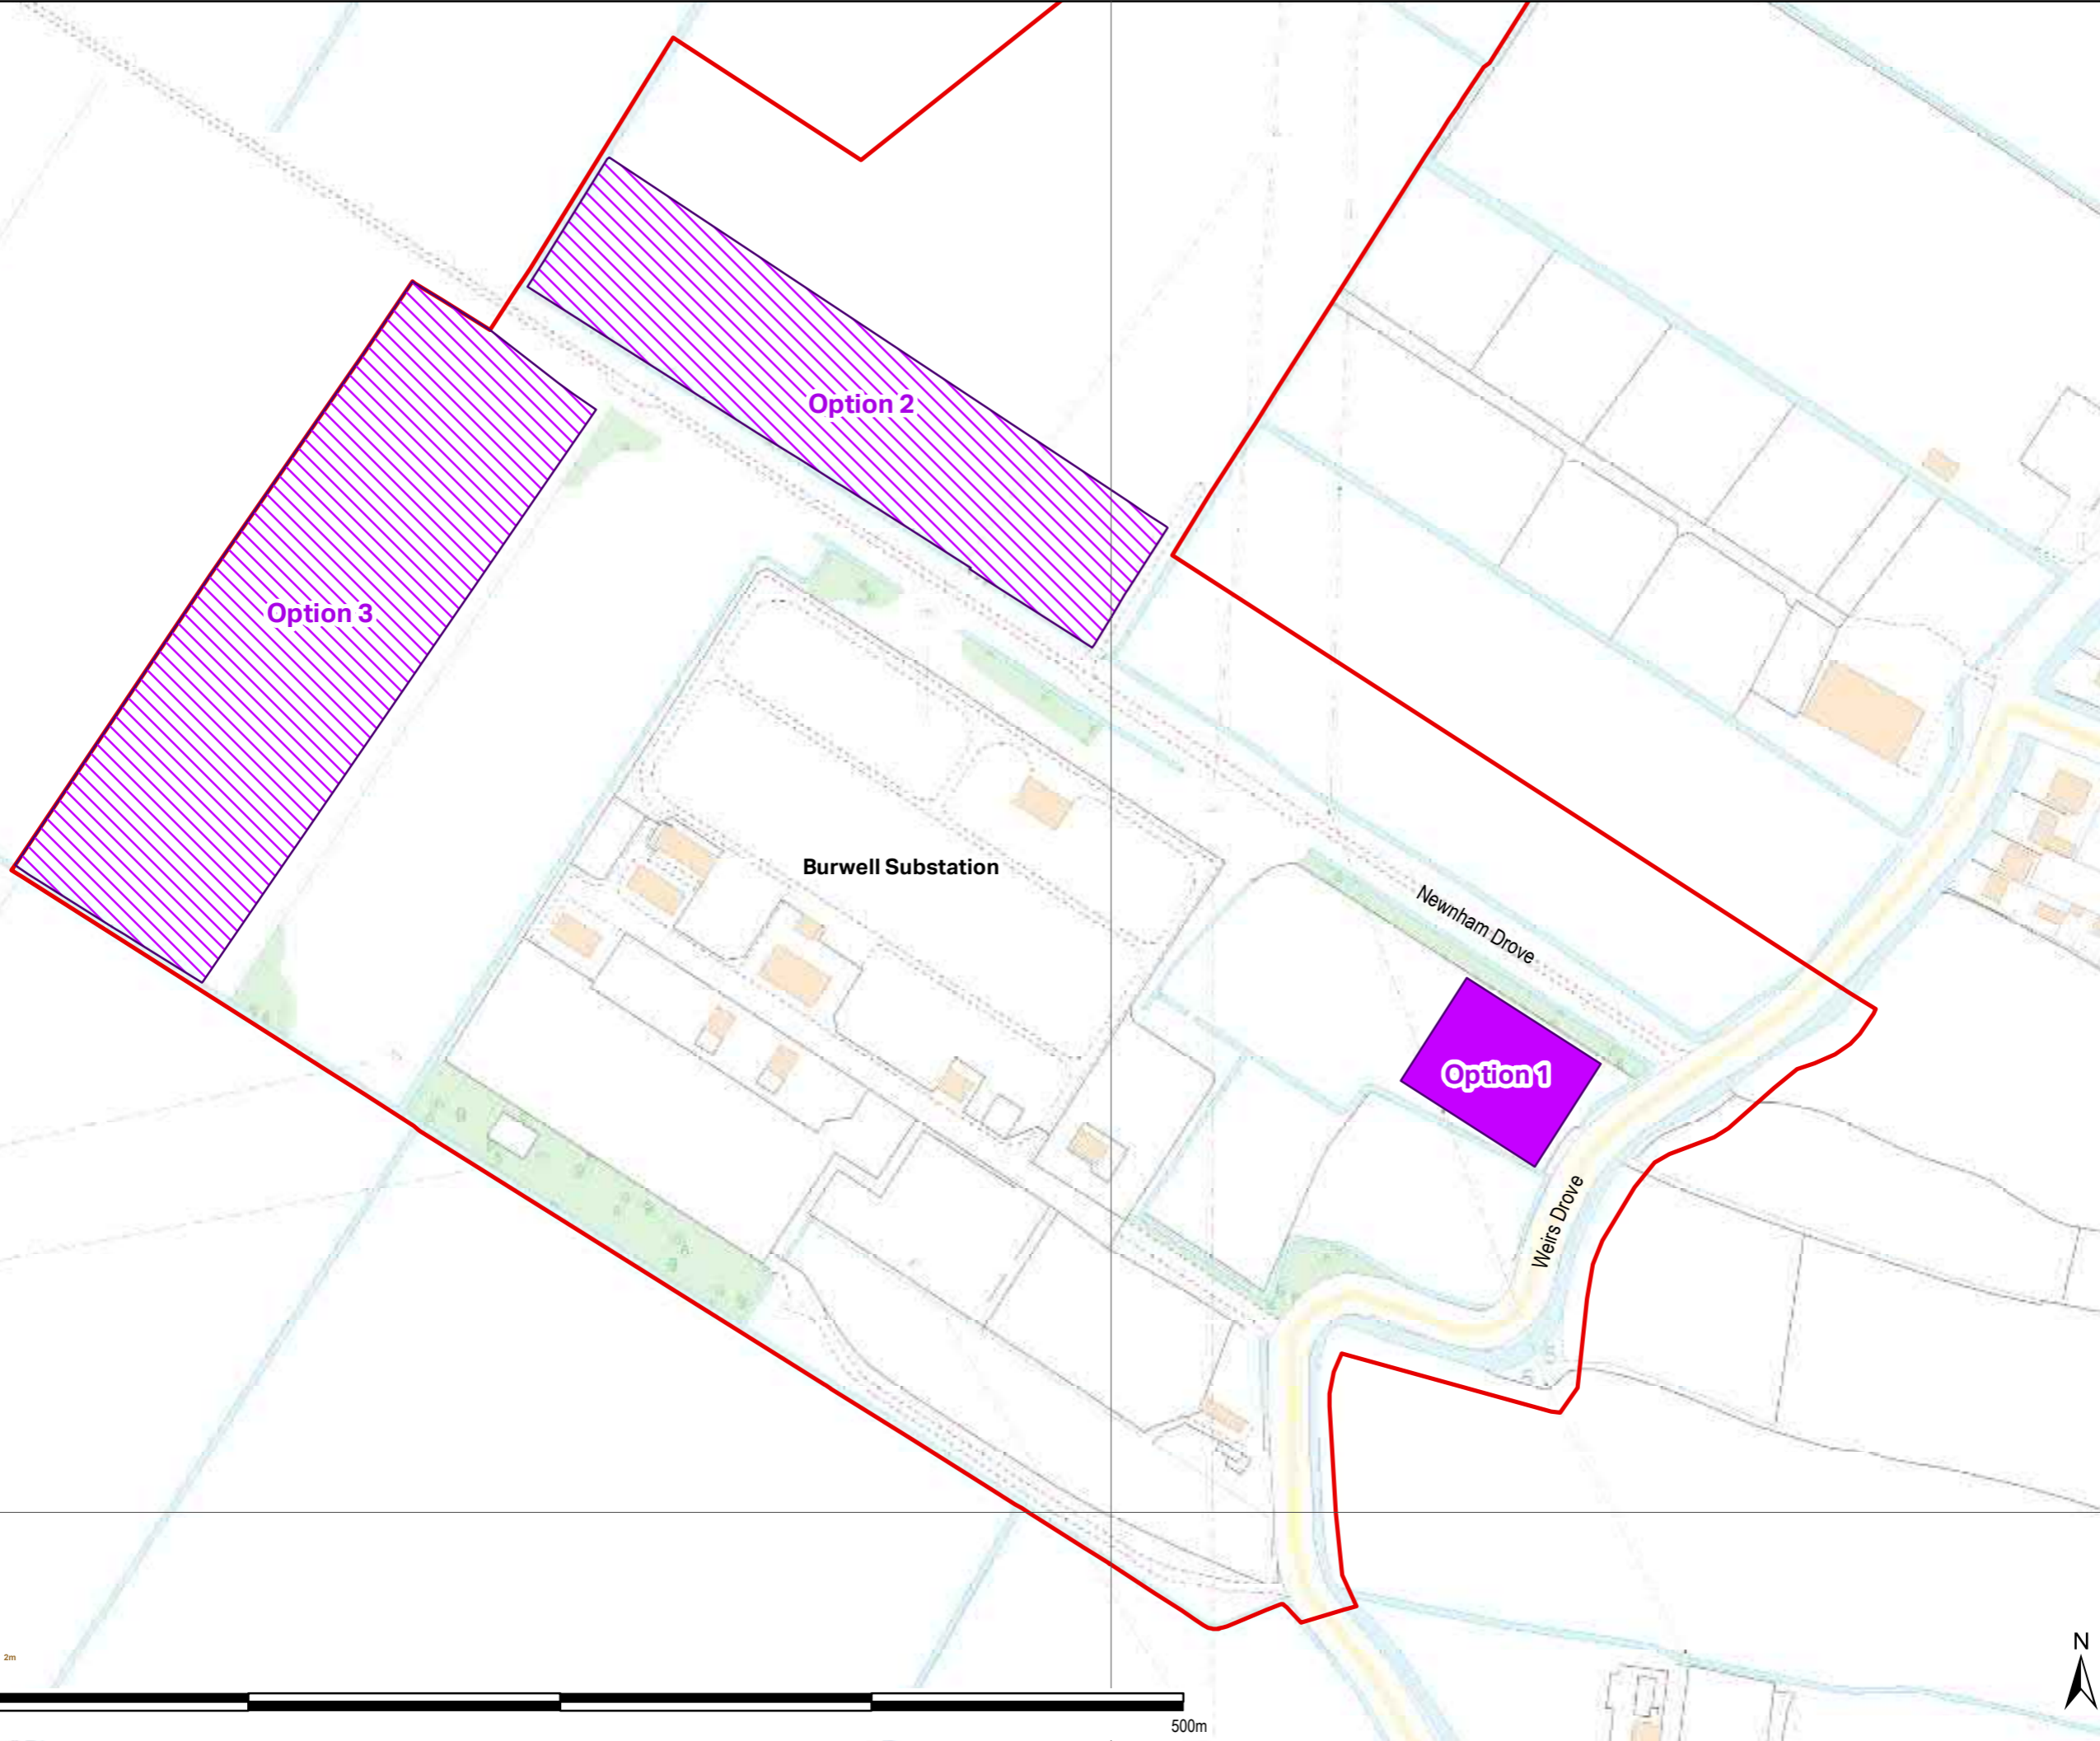 Option 2
Option 3
Burwell Substation
Newnham Drove
Option 1
Weirs Drove
2m
N
500m